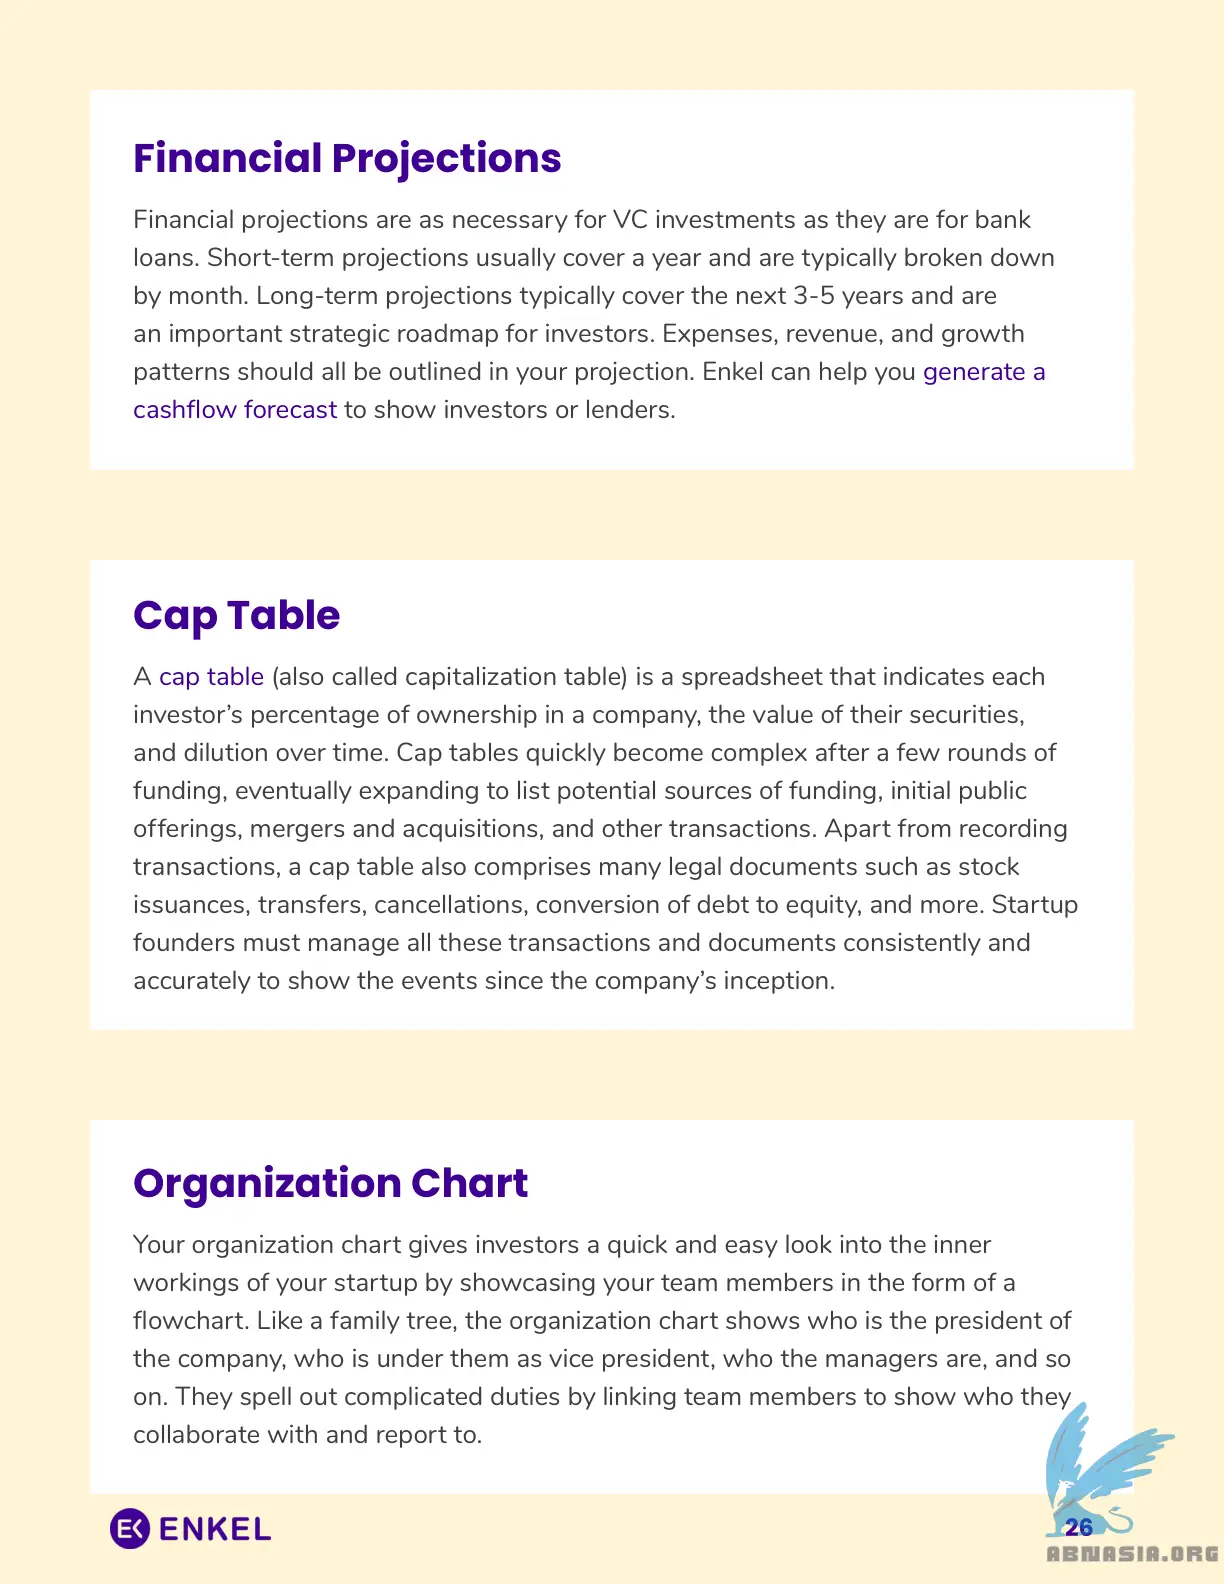 Financial Projections
Financial projections are as necessary for VC investments as they are for bank
loans. Short-term projections usually cover a year and are typically broken down
by month. Long-term projections typically cover the next 3-5 years and are
an important strategic roadmap for investors. Expenses, revenue, and growth
patterns should all be outlined in your projection. Enkel can help you generate a
cashflow forecast to show investors or lenders.
Cap Table
A cap table (also called capitalization table) is a spreadsheet that indicates each
investor’s percentage of ownership in a company, the value of their securities,
and dilution over time. Cap tables quickly become complex after a few rounds of
funding, eventually expanding to list potential sources of funding, initial public
offerings, mergers and acquisitions, and other transactions. Apart from recording
transactions, a cap table also comprises many legal documents such as stock
issuances, transfers, cancellations, conversion of debt to equity, and more. Startup
founders must manage all these transactions and documents consistently and
accurately to show the events since the company’s inception.
Organization Chart
Your organization chart gives investors a quick and easy look into the inner
workings of your startup by showcasing your team members in the form of a
flowchart. Like a family tree, the organization chart shows who is the president of
the company, who is under them as vice president, who the managers are, and so
on. They spell out complicated duties by linking team members to show who they
collaborate with and report to.
EK ENKEL
26
ABNASIA.ORG